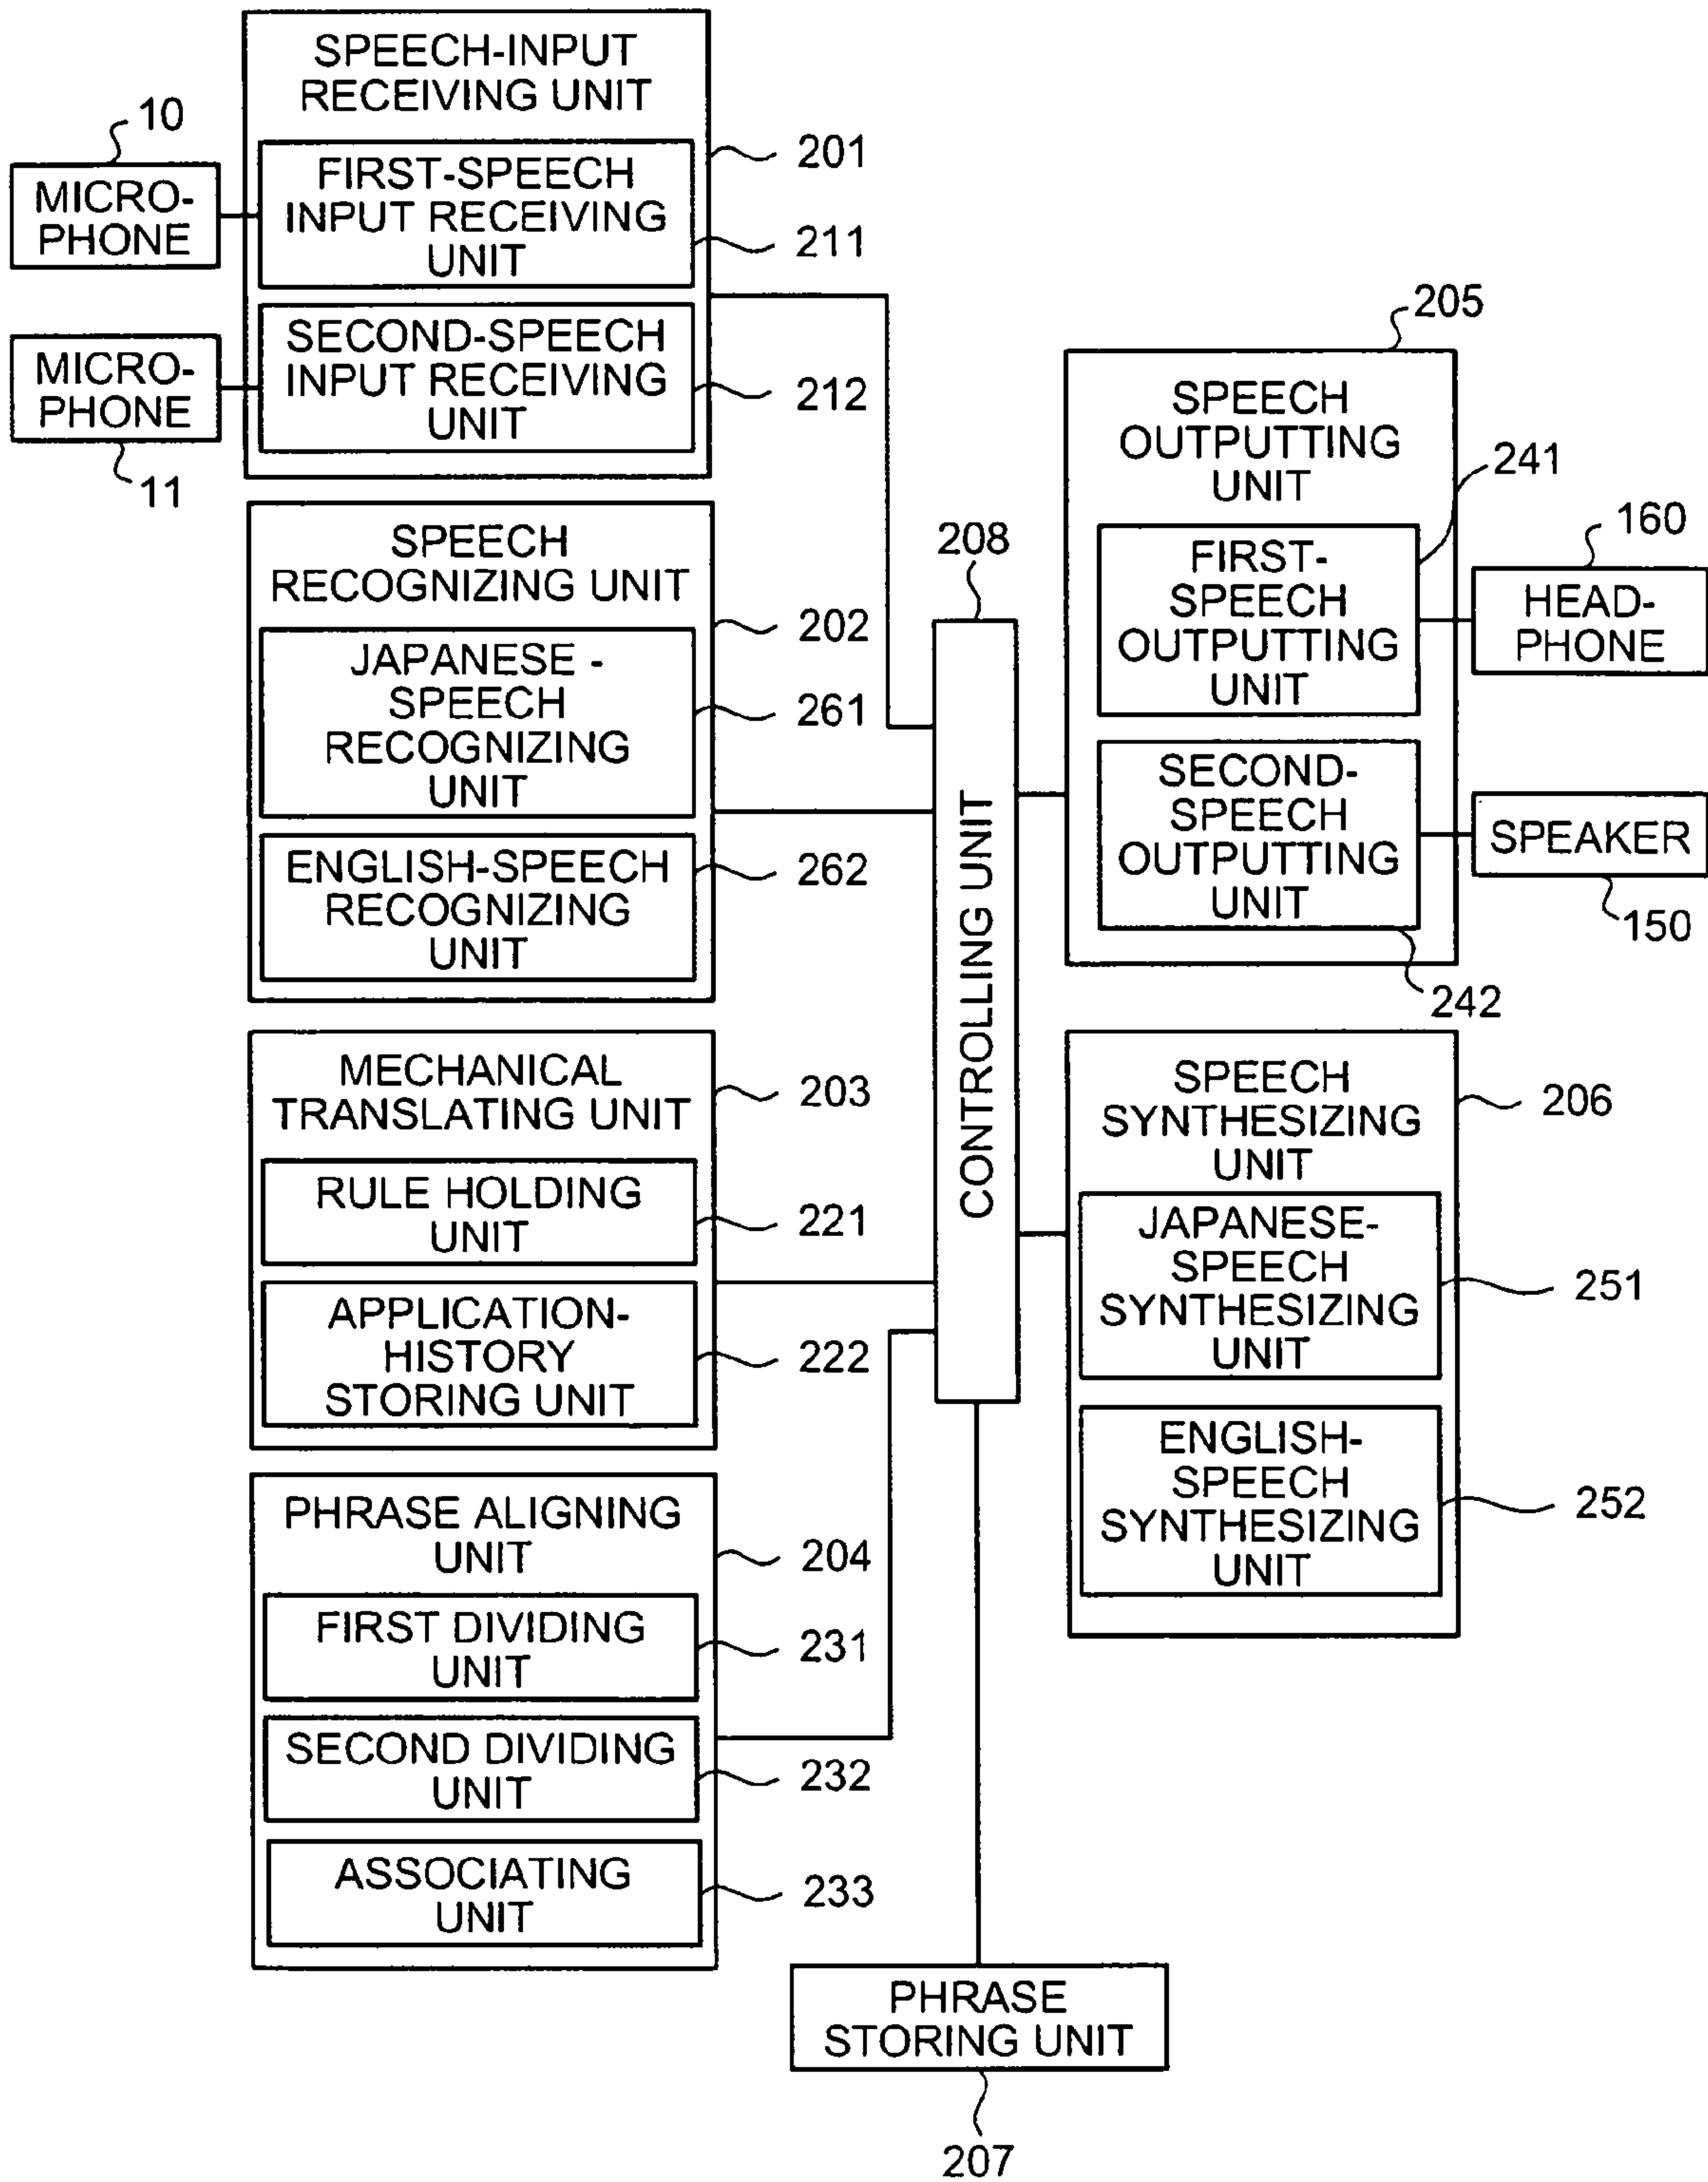 SPEECH-INPUT
RECEIVING UNIT
10
201
MICRO-
PHONE
FIRST-SPEECH
INPUT RECEIVING
UNIT
211
MICRO-
PHONE
11
SECOND-SPEECH
INPUT RECEIVING
UNIT
212
SPEECH
RECOGNIZING UNIT
202
JAPANESE -
SPEECH
RECOGNIZING
UNIT
261
ENGLISH-SPEECH
RECOGNIZING
UNIT
262
MECHANICAL
TRANSLATING UNIT
203
RULE HOLDING
UNIT
221
APPLICATION-
HISTORY
STORING UNIT
222
PHRASE ALIGNING
UNIT
204
FIRST DIVIDING
UNIT
231
SECOND DIVIDING
UNIT
232
ASSOCIATING
UNIT
233
208
CONTROLLING UNIT
205
SPEECH
OUTPUTTING
UNIT
241
FIRST-
SPEECH
OUTPUTTING
UNIT
160
HEAD-
PHONE
SECOND-
SPEECH
OUTPUTTING
UNIT
242
SPEAKER
150
SPEECH
SYNTHESIZING
UNIT
206
JAPANESE-
SPEECH
SYNTHESIZING
UNIT
251
ENGLISH-
SPEECH
SYNTHESIZING
UNIT
252
PHRASE
STORING UNIT
207